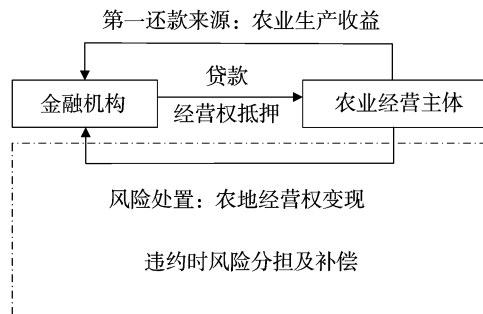 第一还款来源：农业生产收益
贷款
金融机构
经营权抵押
农业经营主体
风险处置：农地经营权变现
违约时风险分担及补偿